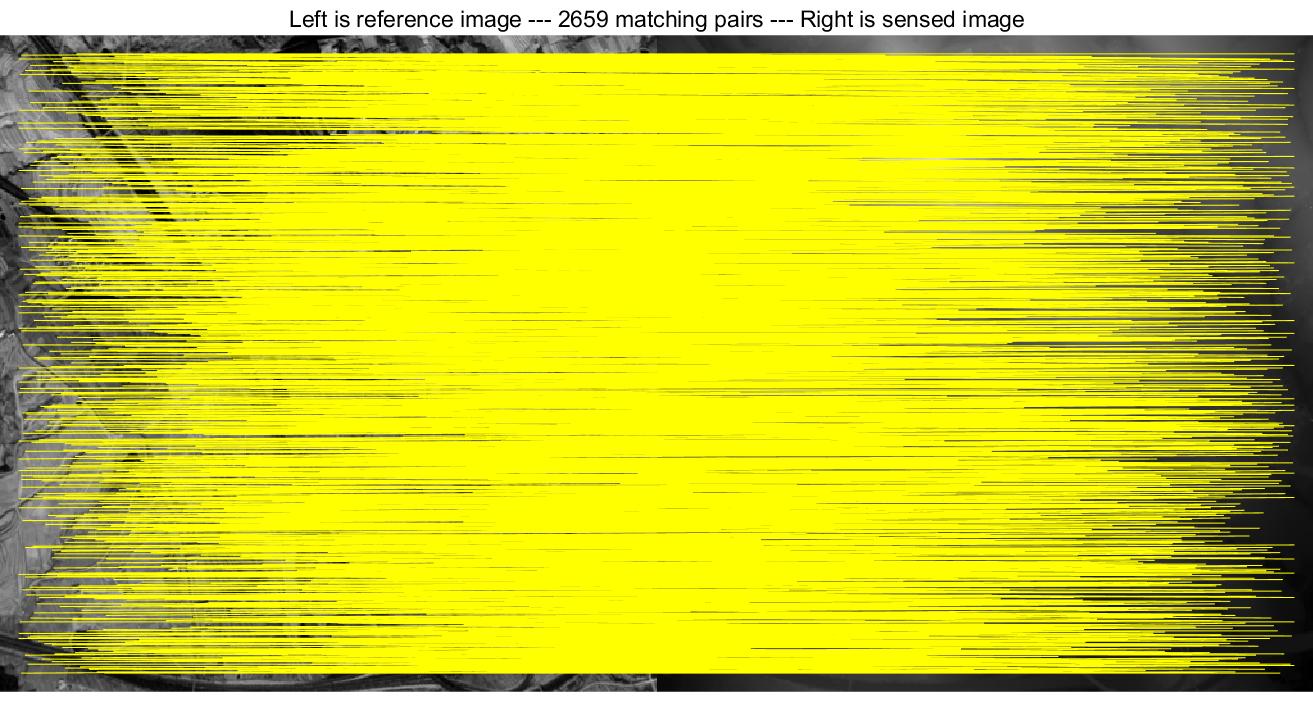 Left is reference image --- 2659 matching pairs --- Right is sensed image